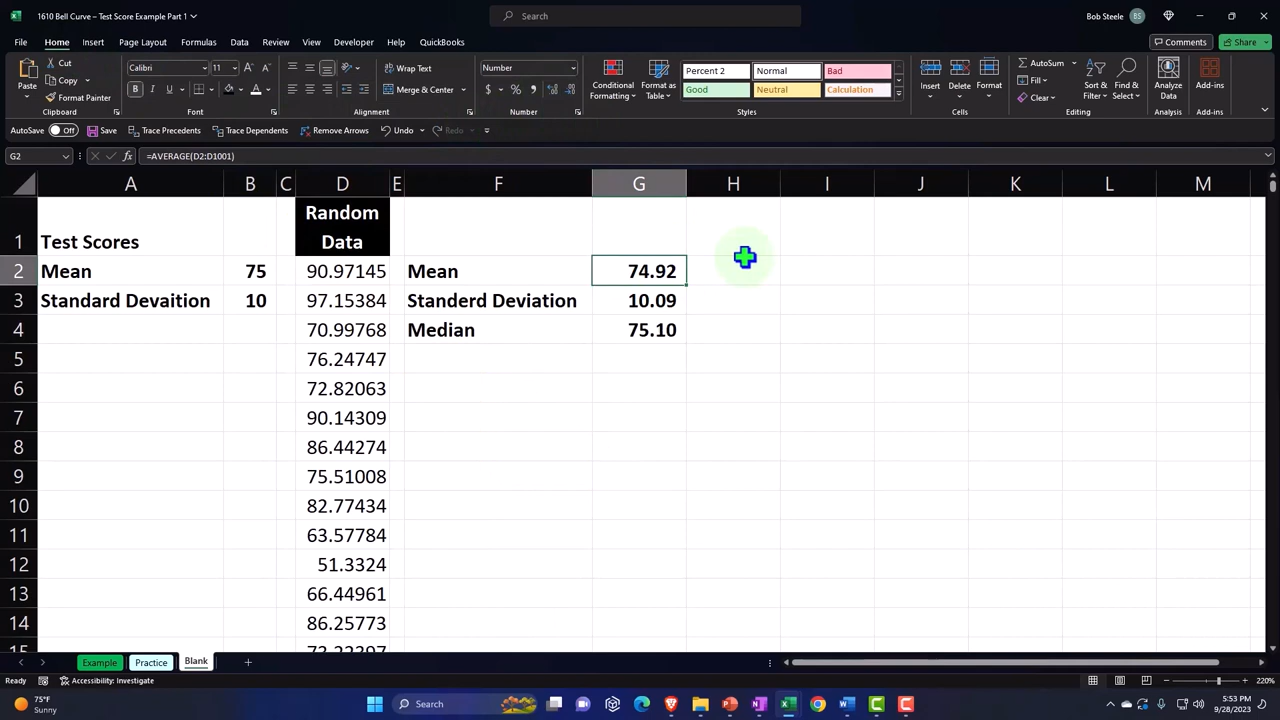 1610 Bell Curve – Test Score Example Part 1
Search
Bob Steele
BS
File Home Insert Page Layout Formulas Data Review View Developer Help QuickBooks
Comments
Share
Paste
Cut
Copy
Format Painter
Clipboard
Calibri
11
Font
Wrap Text
Merge & Center
Alignment
Number
Number
Conditional
Formatting
Format as
Table
Percent 2
Normal
Bad
Good
Neutral
Calculation
Styles
Insert
Delete
Format
Cells
AutoSum
Fill
Clear
Sort &
Filter
Find &
Select
Editing
Analyze
Data
Analysis
Add-ins
Add-ins
AutoSave Off Save Trace Precedents Trace Dependents Remove Arrows Undo Redo
G2 fx =AVERAGE(D2:D1001)
A B C D E F G H I J K L M
1 Test Scores Random
Data
2 Mean 75 90.97145 Mean 74.92
3 Standard Devaition 10 97.15384 Standerd Deviation 10.09
4 70.99768 Median 75.10
5 76.24747
6 72.82063
7 90.14309
8 86.44274
9 75.51008
10 82.77434
11 63.57784
12 51.3324
13 66.44961
14 86.25773
15 73.22397
Example Practice Blank
Ready Accessibility: Investigate 220%
75°F
Sunny
Search
5:53 PM
9/28/2023